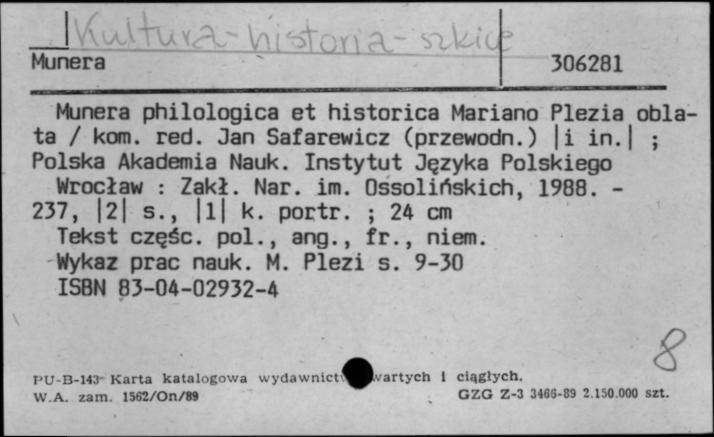 Kultura-historia-szkice
Munera 306281
Munera philologica et historica Mariano Plezia obla-
ta / kom. red. Jan Safarewicz (przewodn.) |i in.| ;
Polska Akademia Nauk. Instytut Języka Polskiego
Wrocław : Zakł. Nar. im. Ossolińskich, 1988. -
237, |2| s., |1| k. portr. ; 24 cm
Tekst częśc. pol., ang., fr., niem.
Wykaz prac nauk. M. Plezi s. 9-30
ISBN 83-04-02932-4
8
PU-B-143- Karta katalogowa wydawnict wartych i ciągłych.
W.A. zam. 1562/On/89 GZG Z-3 3466-89 2.150.000 szt.